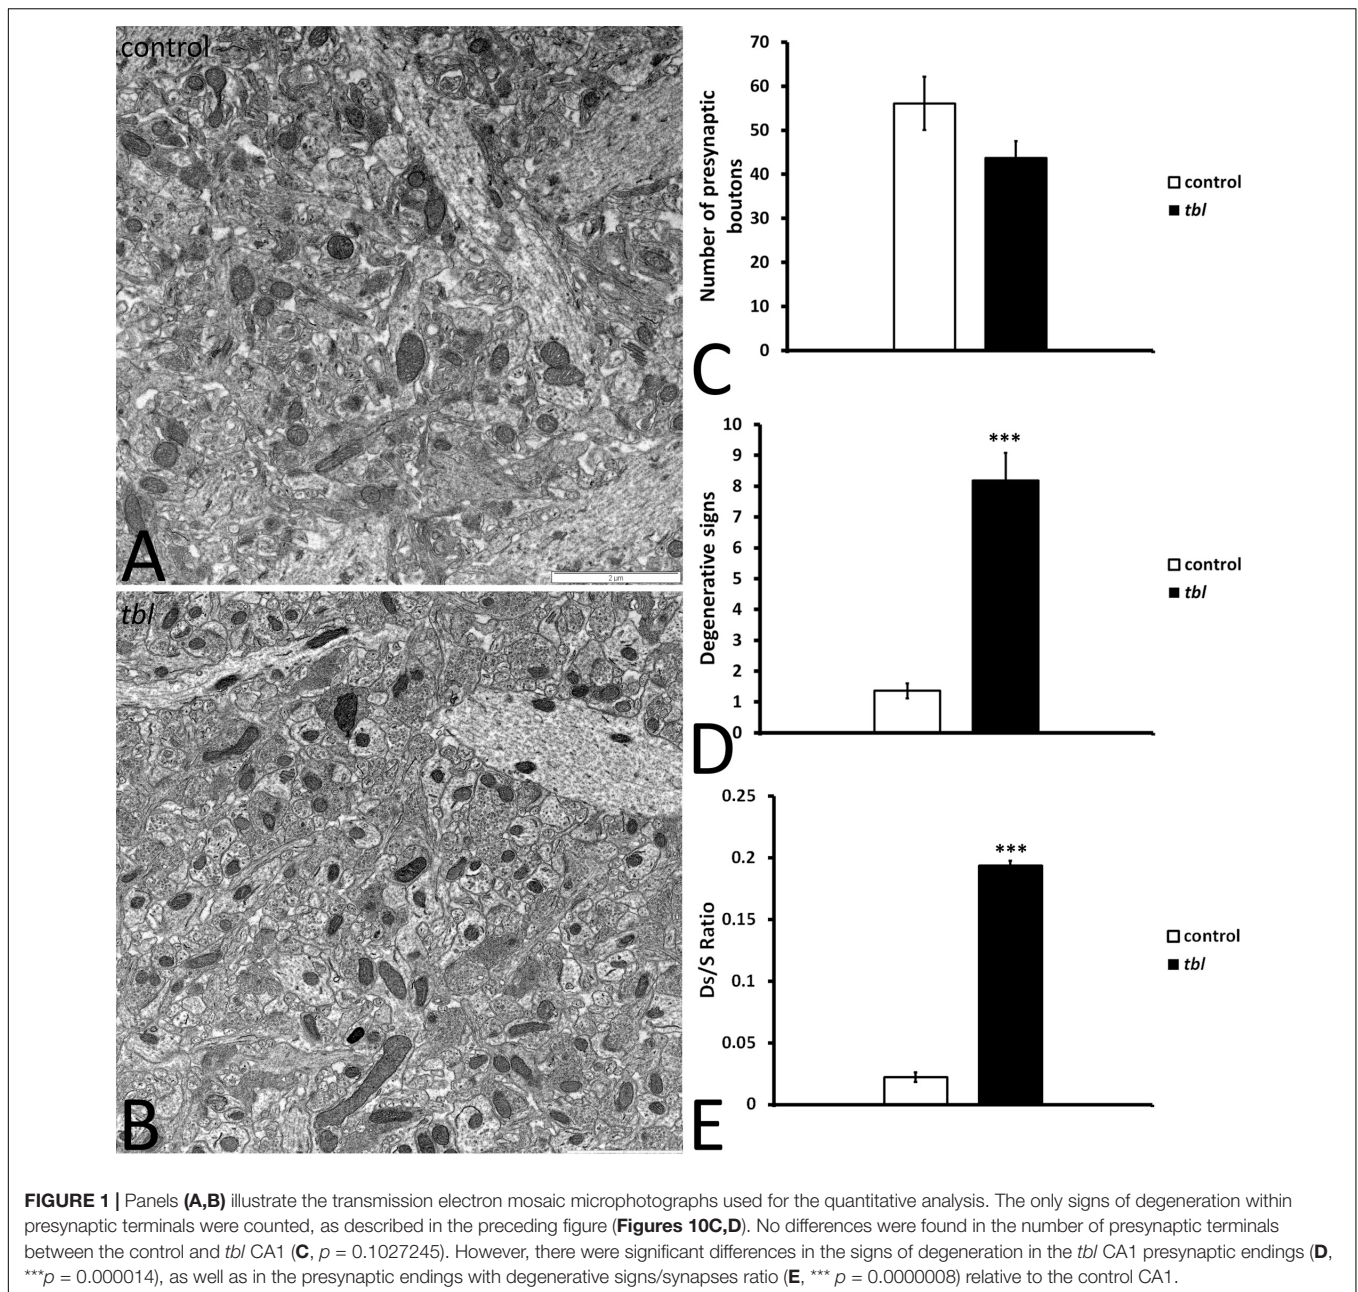 control
A
2 µm
tbl
B
70
60
50
40
30
20
10
0
Number of presynaptic
boutons
control
tbl
C
10
9
8
7
6
5
4
3
2
1
0
Degenerative signs
***
control
tbl
D
0.25
0.2
0.15
0.1
0.05
0
Ds/S Ratio
***
control
tbl
E
FIGURE 1 | Panels (A,B) illustrate the transmission electron mosaic microphotographs used for the quantitative analysis. The only signs of degeneration within
presynaptic terminals were counted, as described in the preceding figure (Figures 10C,D). No differences were found in the number of presynaptic terminals
between the control and tbl CA1 (C, p = 0.1027245). However, there were significant differences in the signs of degeneration in the tbl CA1 presynaptic endings (D,
***p = 0.000014), as well as in the presynaptic endings with degenerative signs/synapses ratio (E, *** p = 0.0000008) relative to the control CA1.